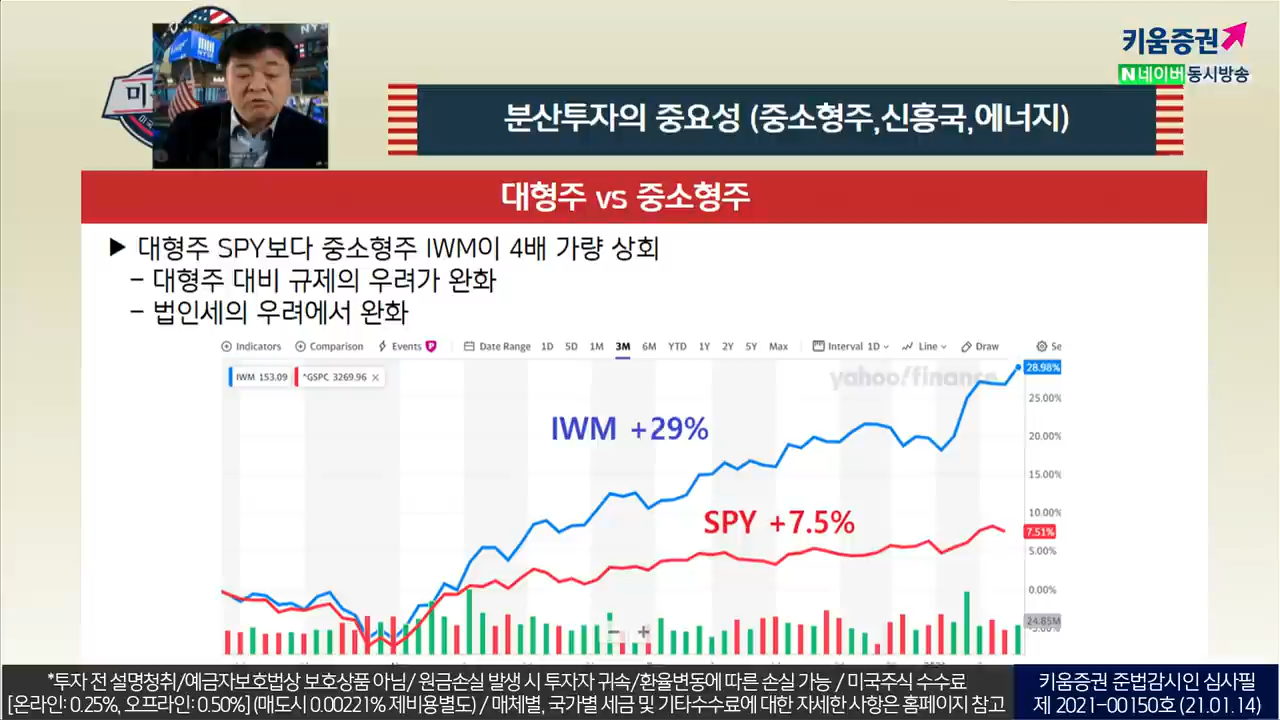 키움증권
N 네이버 동시방송
NYSE
미
미국
분산투자의 중요성 (중소형주,신흥국,에너지)
대형주 vs 중소형주
▶ 대형주 SPY보다 중소형주 IWM이 4배 가량 상회
– 대형주 대비 규제의 우려가 완화
– 법인세의 우려에서 완화
Indicators Comparison Events P Date Range 1D 5D 1M 3M 6M YTD 1Y 2Y 5Y Max Interval 1D Line Draw Se
IWM 153.09 ^GSPC 3269.96 ×
yahoo!finance
28.98%
25.00%
IWM +29%
20.00%
15.00%
10.00%
SPY +7.5%
7.51%
5.00%
0.00%
24.85M
-5.00%
*투자 전 설명청취/예금자보호법상 보호상품 아님/ 원금손실 발생 시 투자자 귀속/환율변동에 따른 손실 가능 / 미국주식 수수료
[온라인: 0.25%, 오프라인: 0.50%] (매도시 0.00221% 제비용별도) / 매체별, 국가별 세금 및 기타수수료에 대한 자세한 사항은 홈페이지 참고
키움증권 준법감시인 심사필
제 2021-00150호 (21.01.14)